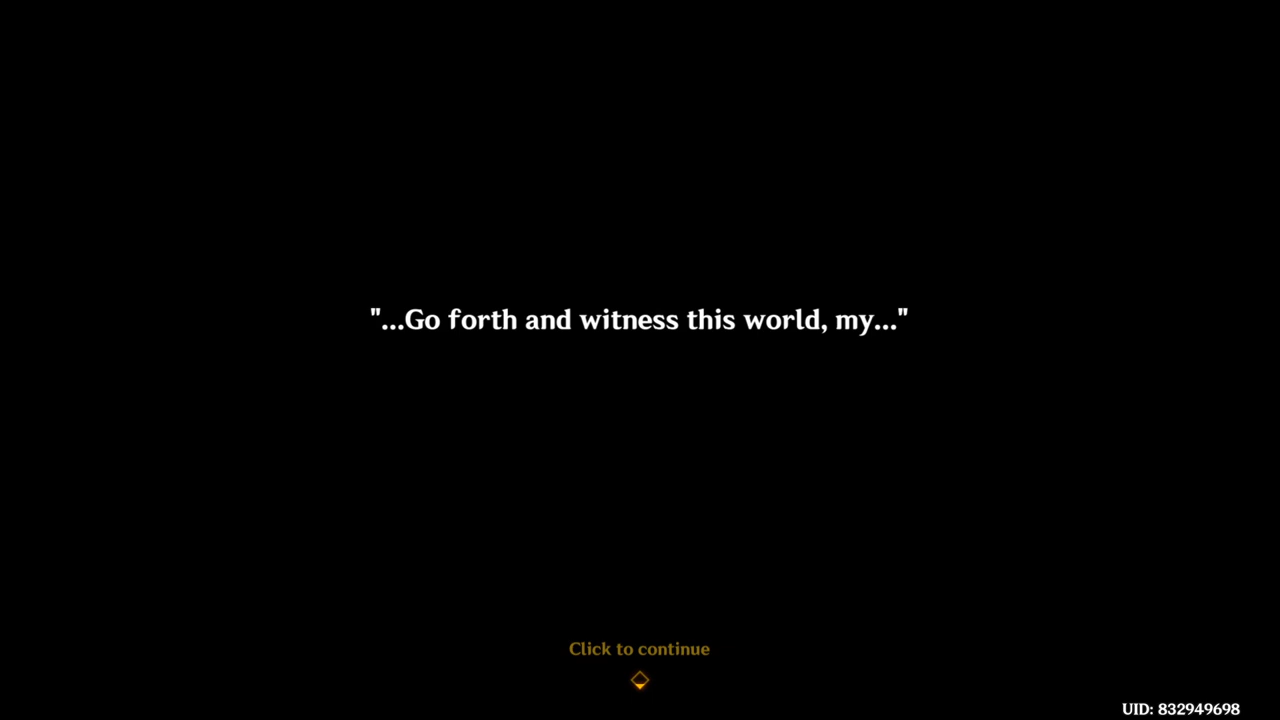 "...Go forth and witness this world, my..."
Click to continue
UID: 832949698